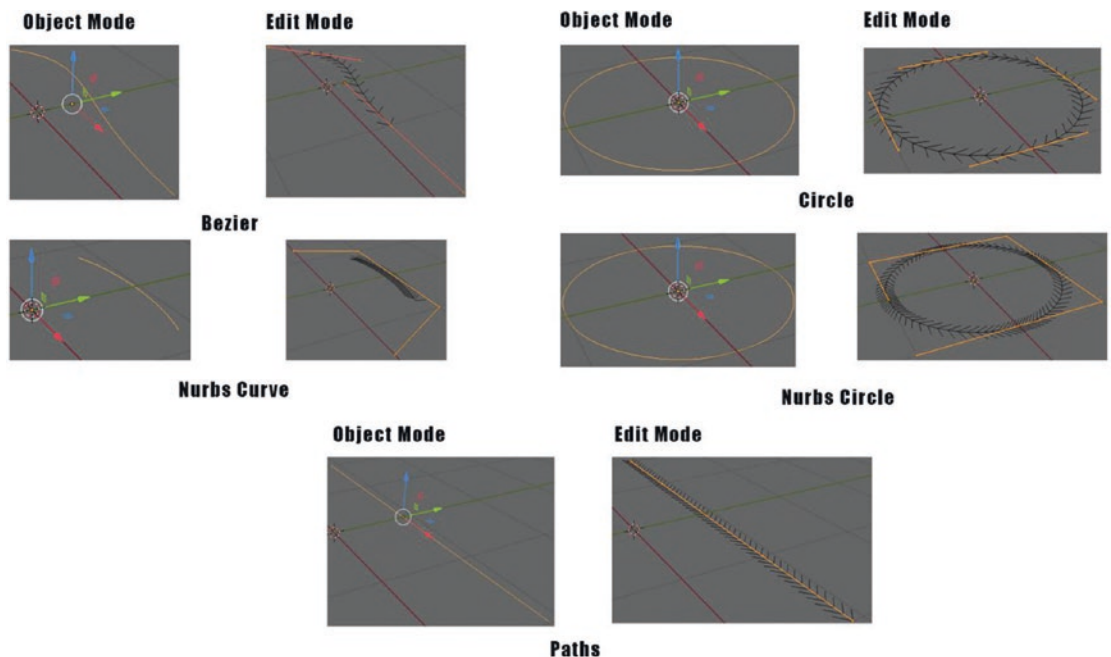 Object Mode
Edit Mode
Object Mode
Edit Mode
Bezier
Circle
Nurbs Curve
Nurbs Circle
Object Mode
Edit Mode
Paths